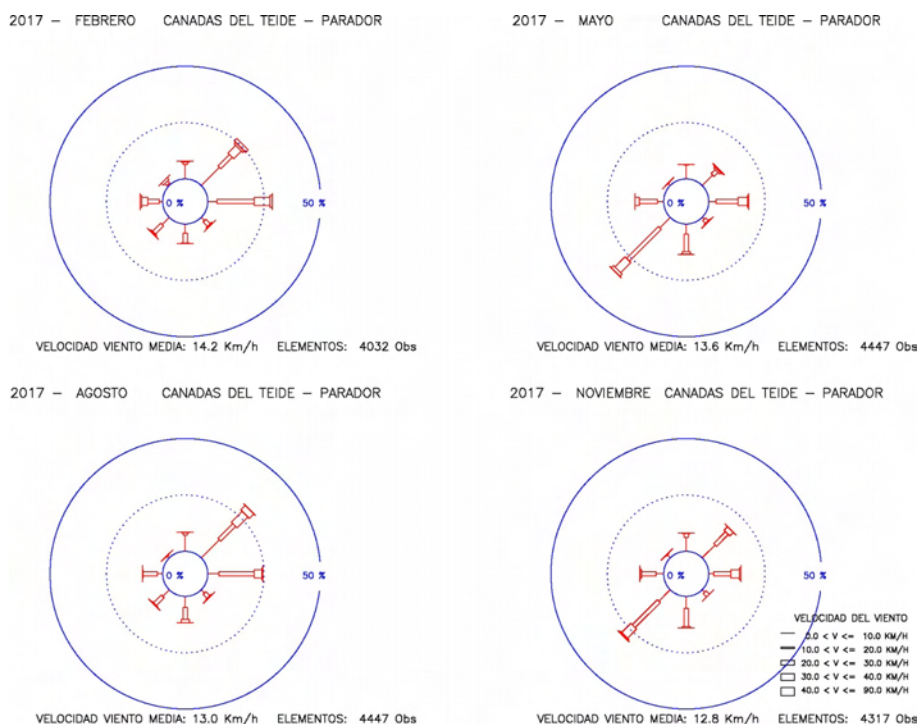 2017 – FEBRERO CANADAS DEL TEIDE – PARADOR
0 %
50 %
VELOCIDAD VIENTO MEDIA: 14.2 Km/h ELEMENTOS: 4032 Obs
2017 – MAYO CANADAS DEL TEIDE – PARADOR
0 %
50 %
VELOCIDAD VIENTO MEDIA: 13.6 Km/h ELEMENTOS: 4447 Obs
2017 – AGOSTO CANADAS DEL TEIDE – PARADOR
0 %
50 %
VELOCIDAD VIENTO MEDIA: 13.0 Km/h ELEMENTOS: 4447 Obs
2017 – NOVIEMBRE CANADAS DEL TEIDE – PARADOR
0 %
50 %
VELOCIDAD DEL VIENTO
0.0 < V <= 10.0 KM/H
10.0 < V <= 20.0 KM/H
20.0 < V <= 30.0 KM/H
30.0 < V <= 40.0 KM/H
40.0 < V <= 90.0 KM/H
VELOCIDAD VIENTO MEDIA: 12.8 Km/h ELEMENTOS: 4317 Obs